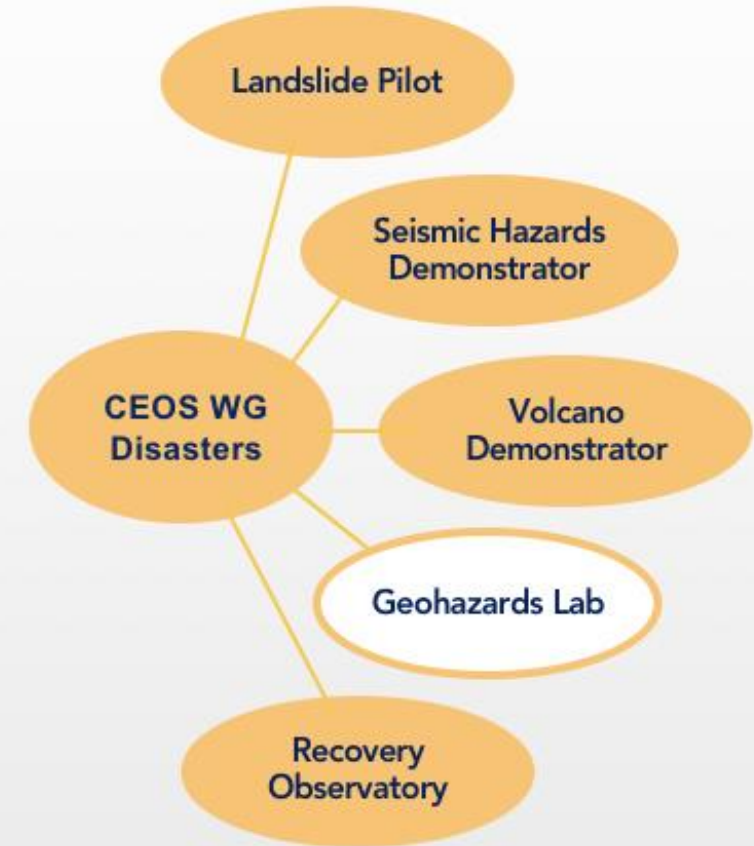 Landslide Pilot
Seismic Hazards
Demonstrator
CEOS WG
Disasters
Volcano
Demonstrator
Geohazards Lab
Recovery
Observatory